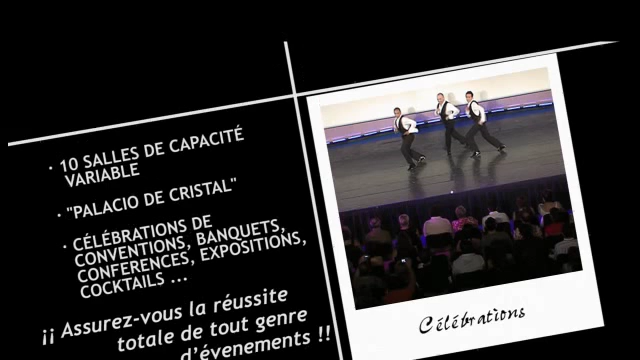 · 10 SALLES DE CAPACITÉ
VARIABLE
· "PALACIO DE CRISTAL"
· CÉLÉBRATIONS DE
CONVENTIONS, BANQUETS,
CONFERENCES, EXPOSITIONS,
COCKTAILS ...
¡¡ Assurez-vous la réussite
totale de tout genre
d'évenements !!
Célébrations